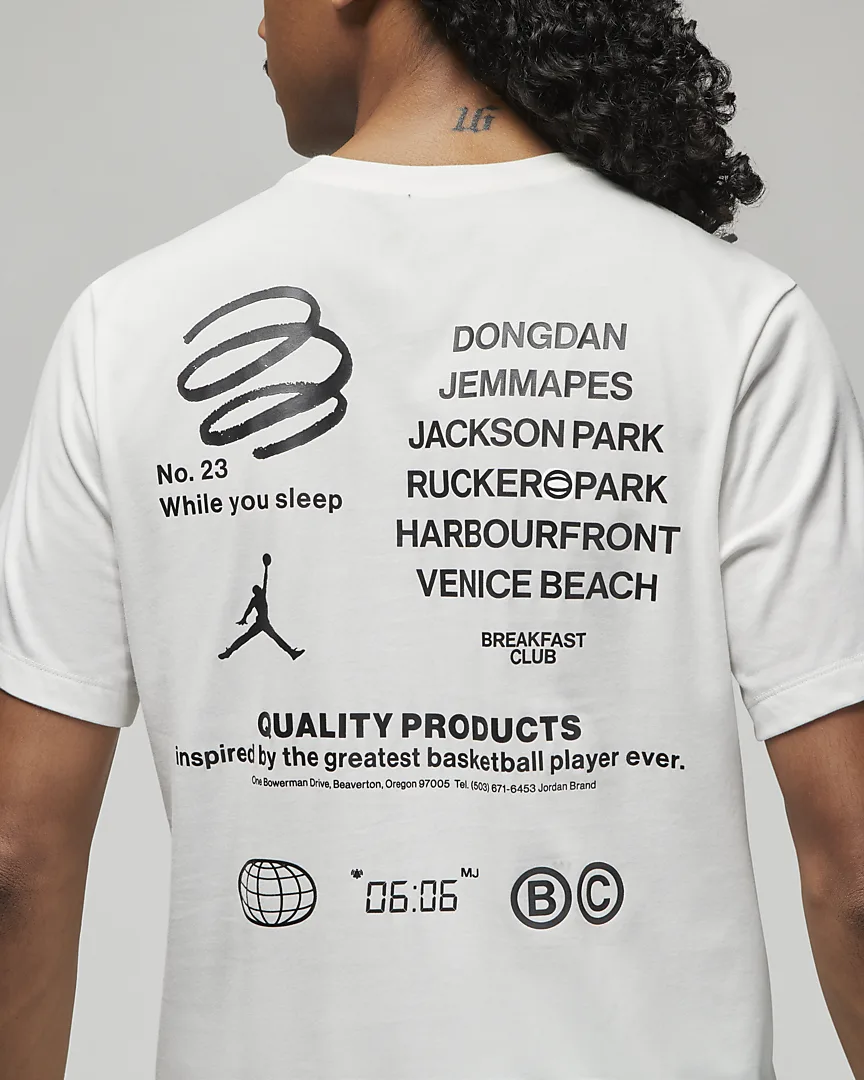 16
No. 23
While you sleep
DONGDAN
JEMMAPES
JACKSON PARK
RUCKER PARK
HARBOURFRONT
VENICE BEACH
BREAKFAST
CLUB
QUALITY PRODUCTS
inspired by the greatest basketball player ever.
One Bowerman Drive, Beaverton, Oregon 97005 Tel. (503) 671-6453 Jordan Brand
06:06 MJ
B C